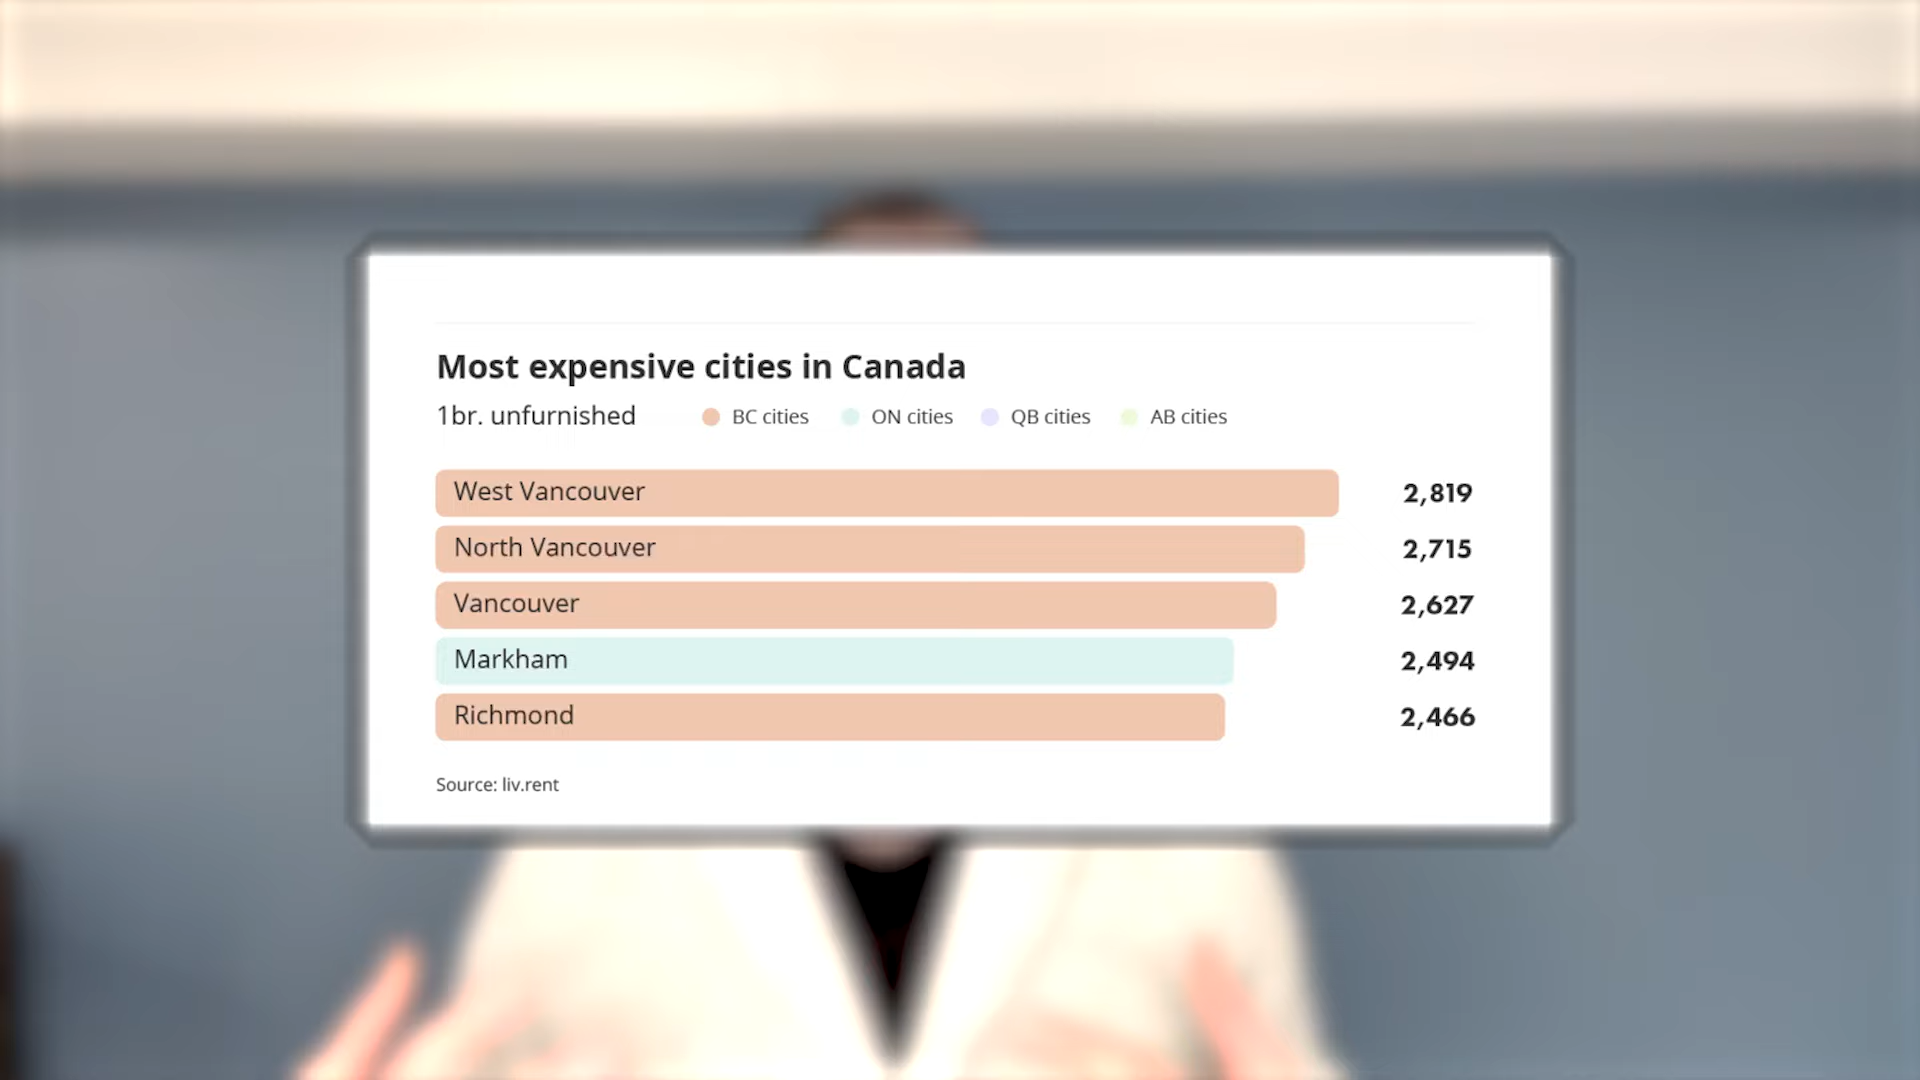 Most expensive cities in Canada
1br. unfurnished BC cities ON cities QB cities AB cities
West Vancouver 2,819
North Vancouver 2,715
Vancouver 2,627
Markham 2,494
Richmond 2,466
Source: liv.rent